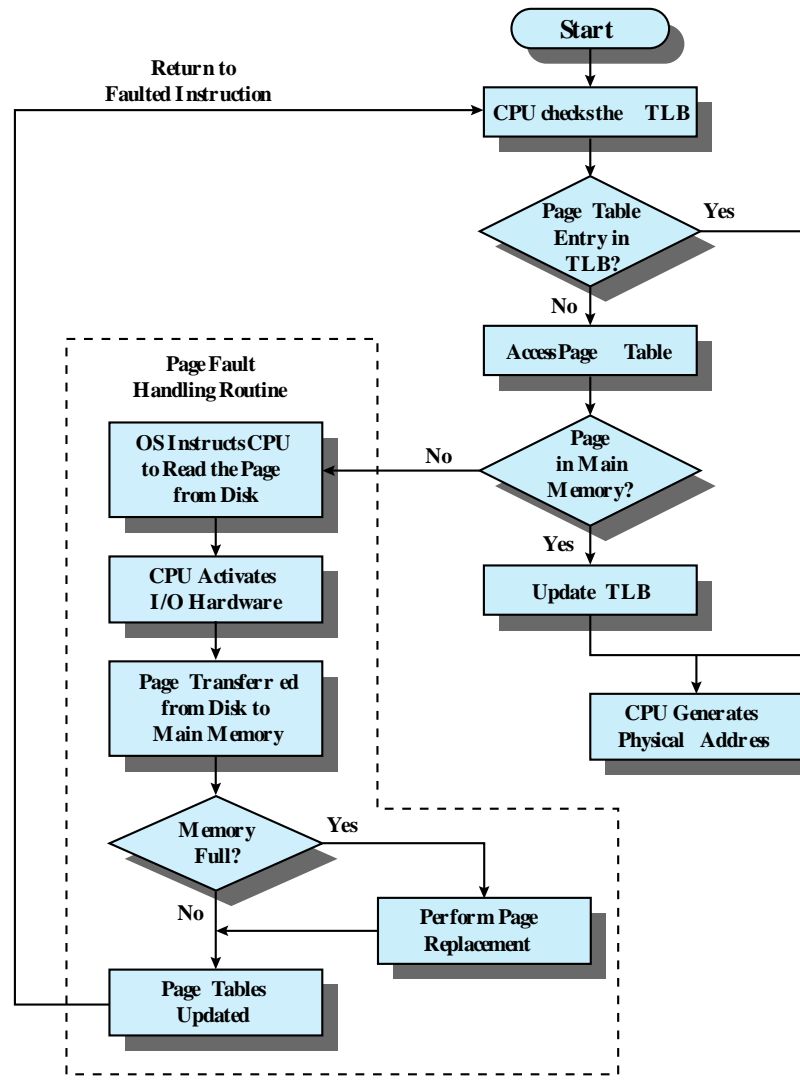 Start
Return to
Faulted Instruction
CPU checks the TLB
Page Table
Entry in
TLB?
Yes
No
Access Page Table
Page Fault
Handling Routine
OS Instructs CPU
to Read the Page
from Disk
No
Page
in Main
Memory?
Yes
CPU Activates
I/O Hardware
Update TLB
Page Transferred
from Disk to
Main Memory
CPU Generates
Physical Address
Memory
Full?
Yes
No
Perform Page
Replacement
Page Tables
Updated